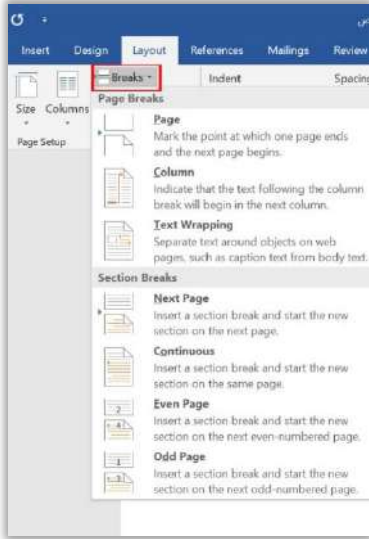 Insert Design Layout References Mailings Review
Breaks
Indent
Spacing
Size Columns
Page Setup
Page Breaks
Page
Mark the point at which one page ends
and the next page begins.
Column
Indicate that the text following the column
break will begin in the next column.
Text Wrapping
Separate text around objects on web
pages, such as caption text from body text.
Section Breaks
Next Page
Insert a section break and start the new
section on the next page.
Continuous
Insert a section break and start the new
section on the same page.
2
4
Even Page
Insert a section break and start the new
section on the next even-numbered page.
1
3
Odd Page
Insert a section break and start the new
section on the next odd-numbered page.